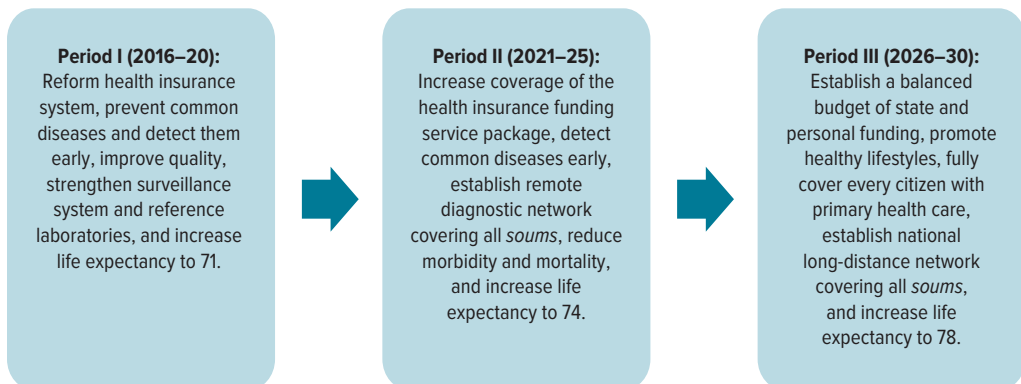 Period I (2016–20):
Reform health insurance
system, prevent common
diseases and detect them
early, improve quality,
strengthen surveillance
system and reference
laboratories, and increase
life expectancy to 71.
Period II (2021–25):
Increase coverage of the
health insurance funding
service package, detect
common diseases early,
establish remote
diagnostic network
covering all soums, reduce
morbidity and mortality,
and increase life
expectancy to 74.
Period III (2026–30):
Establish a balanced
budget of state and
personal funding, promote
healthy lifestyles, fully
cover every citizen with
primary health care,
establish national
long-distance network
covering all soums,
and increase life
expectancy to 78.